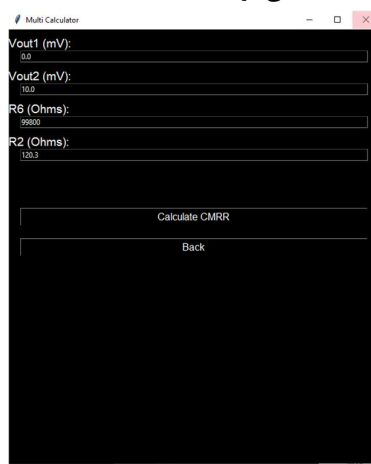 Multi Calculator
Vout1 (mV):
0.0
Vout2 (mV):
10.0
R6 (Ohms):
99800
R2 (Ohms):
120.3
Calculate CMRR
Back